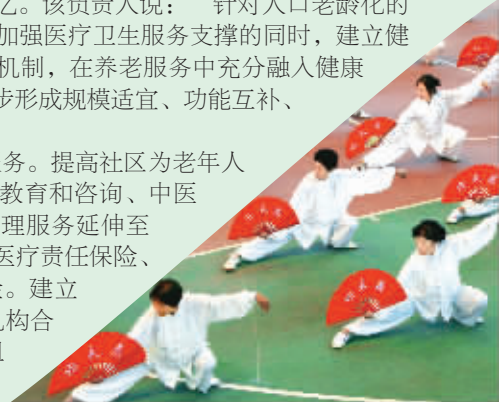 亿。该负责人说：“针对人口老龄化的
加强医疗卫生服务支撑的同时，建立健
机制，在养老服务中充分融入健康
步形成规模适宜、功能互补、
务。提高社区为老年人
教育和咨询、中医
理服务延伸至
医疗责任保险、
。建立
构合